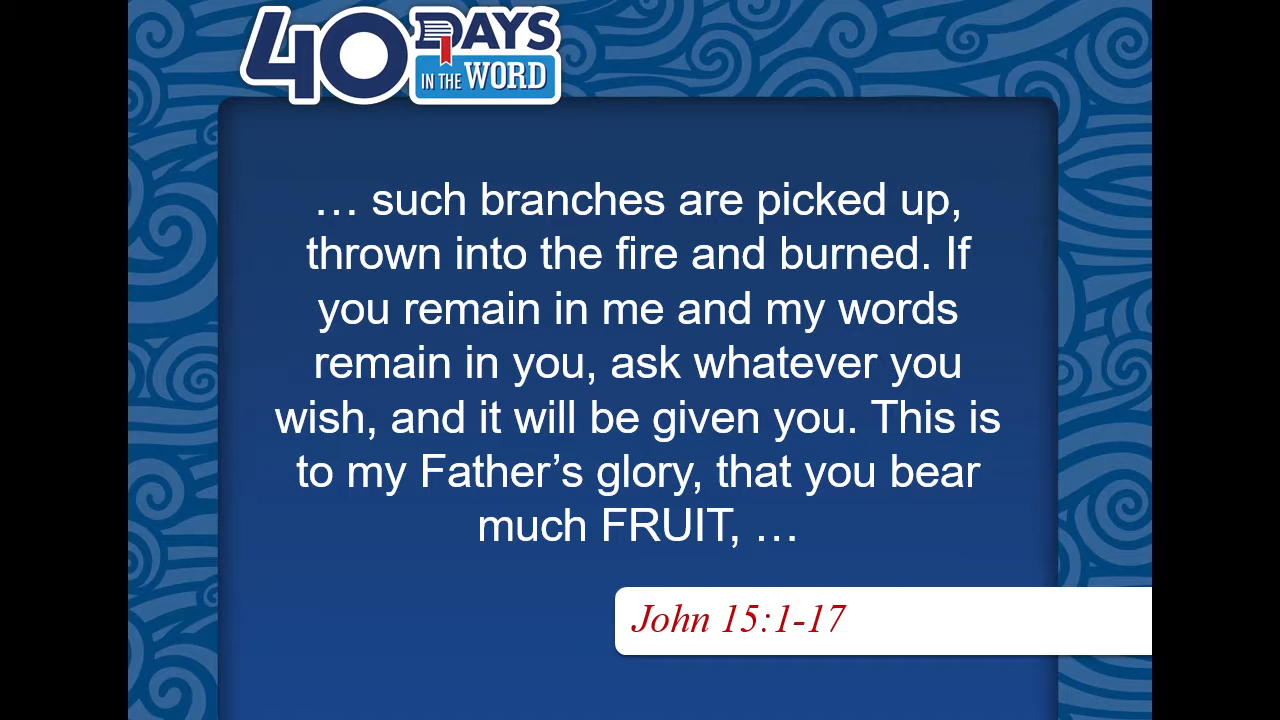 40 DAYS
IN THE WORD
… such branches are picked up,
thrown into the fire and burned. If
you remain in me and my words
remain in you, ask whatever you
wish, and it will be given you. This is
to my Father’s glory, that you bear
much FRUIT, …
John 15:1-17